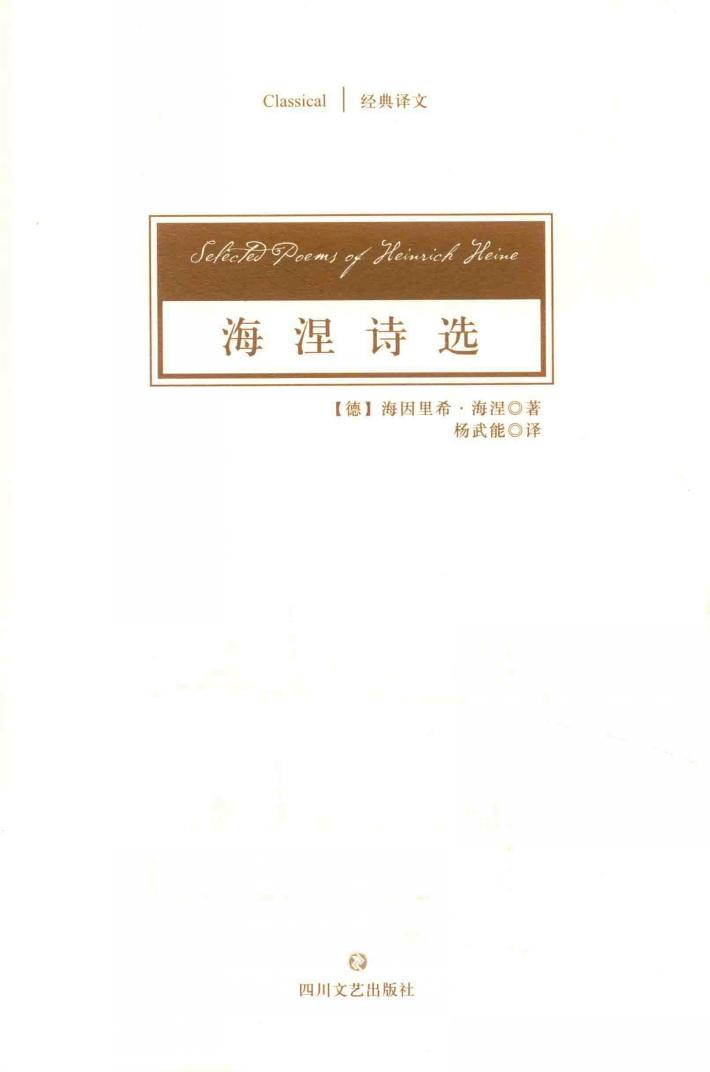 Classical | 经典译文
Selected Poems of Heinrich Heine
海涅诗选
【德】海因里希·海涅◎著
杨武能◎译
四川文艺出版社